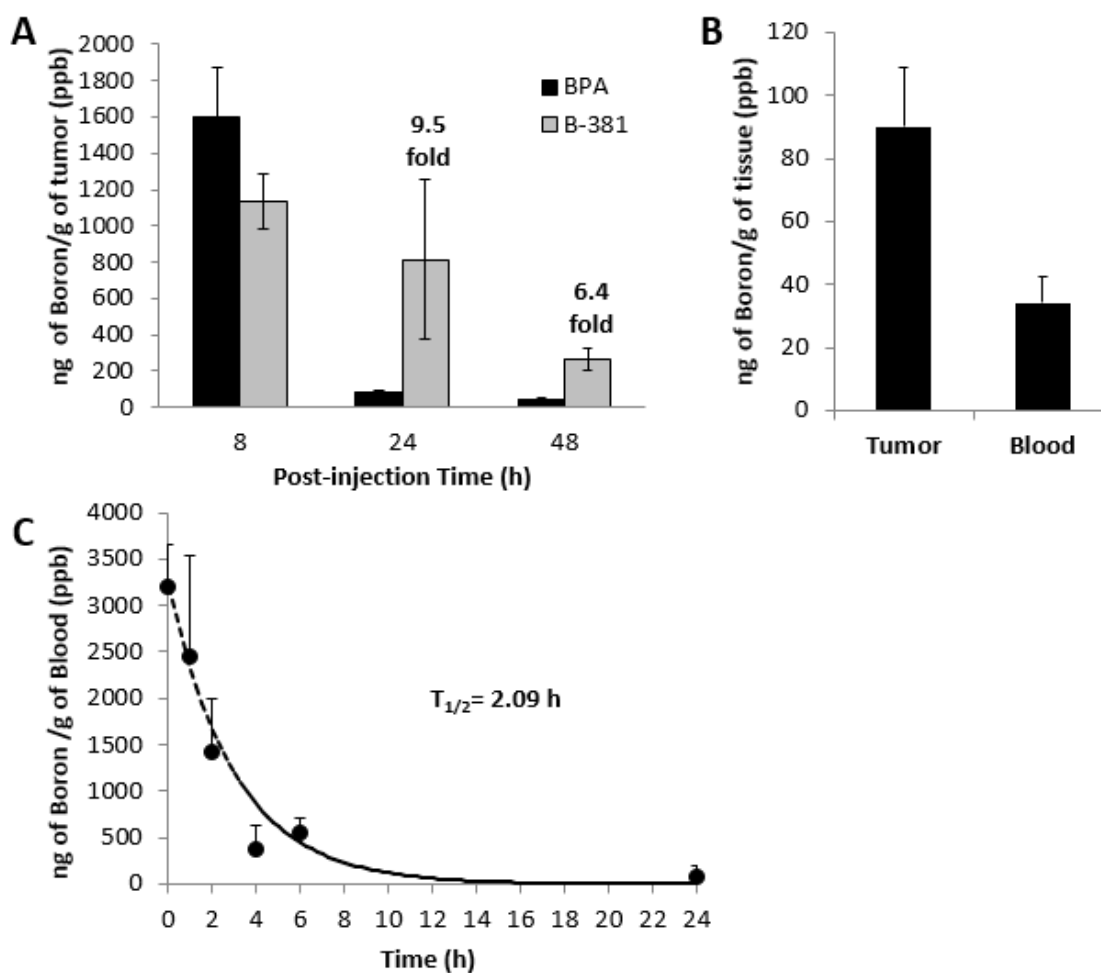 A
ng of Boron/g of tumor (ppb)
2000
1800
1600
1400
1200
1000
800
600
400
200
0
BPA
B-381
9.5
fold
6.4
fold
8
24
48
Post-injection Time (h)
B
ng of Boron/g of tissue (ppb)
120
100
80
60
40
20
0
Tumor
Blood
C
ng of Boron /g of Blood (ppb)
4000
3500
3000
2500
2000
1500
1000
500
0
T1/2= 2.09 h
0 2 4 6 8 10 12 14 16 18 20 22 24
Time (h)